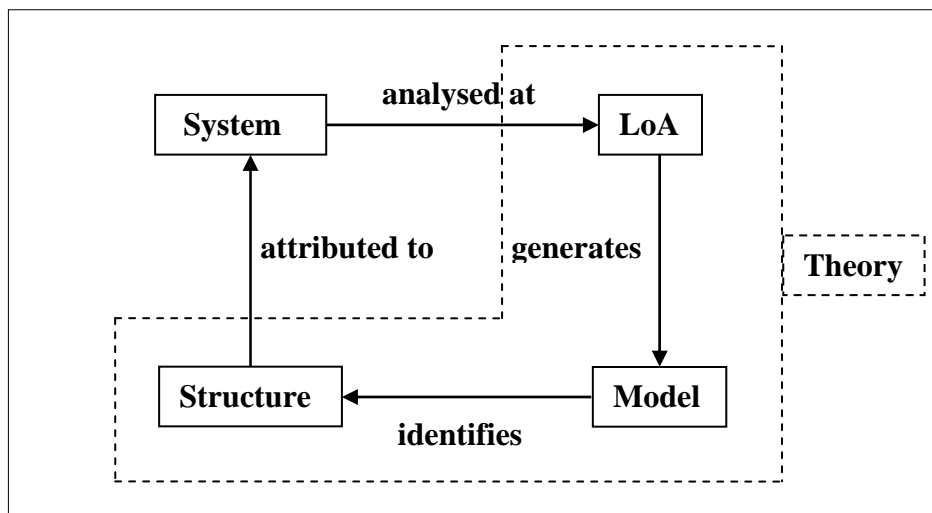 analysed at
System
LoA
attributed to
generates
Theory
Structure
Model
identifies